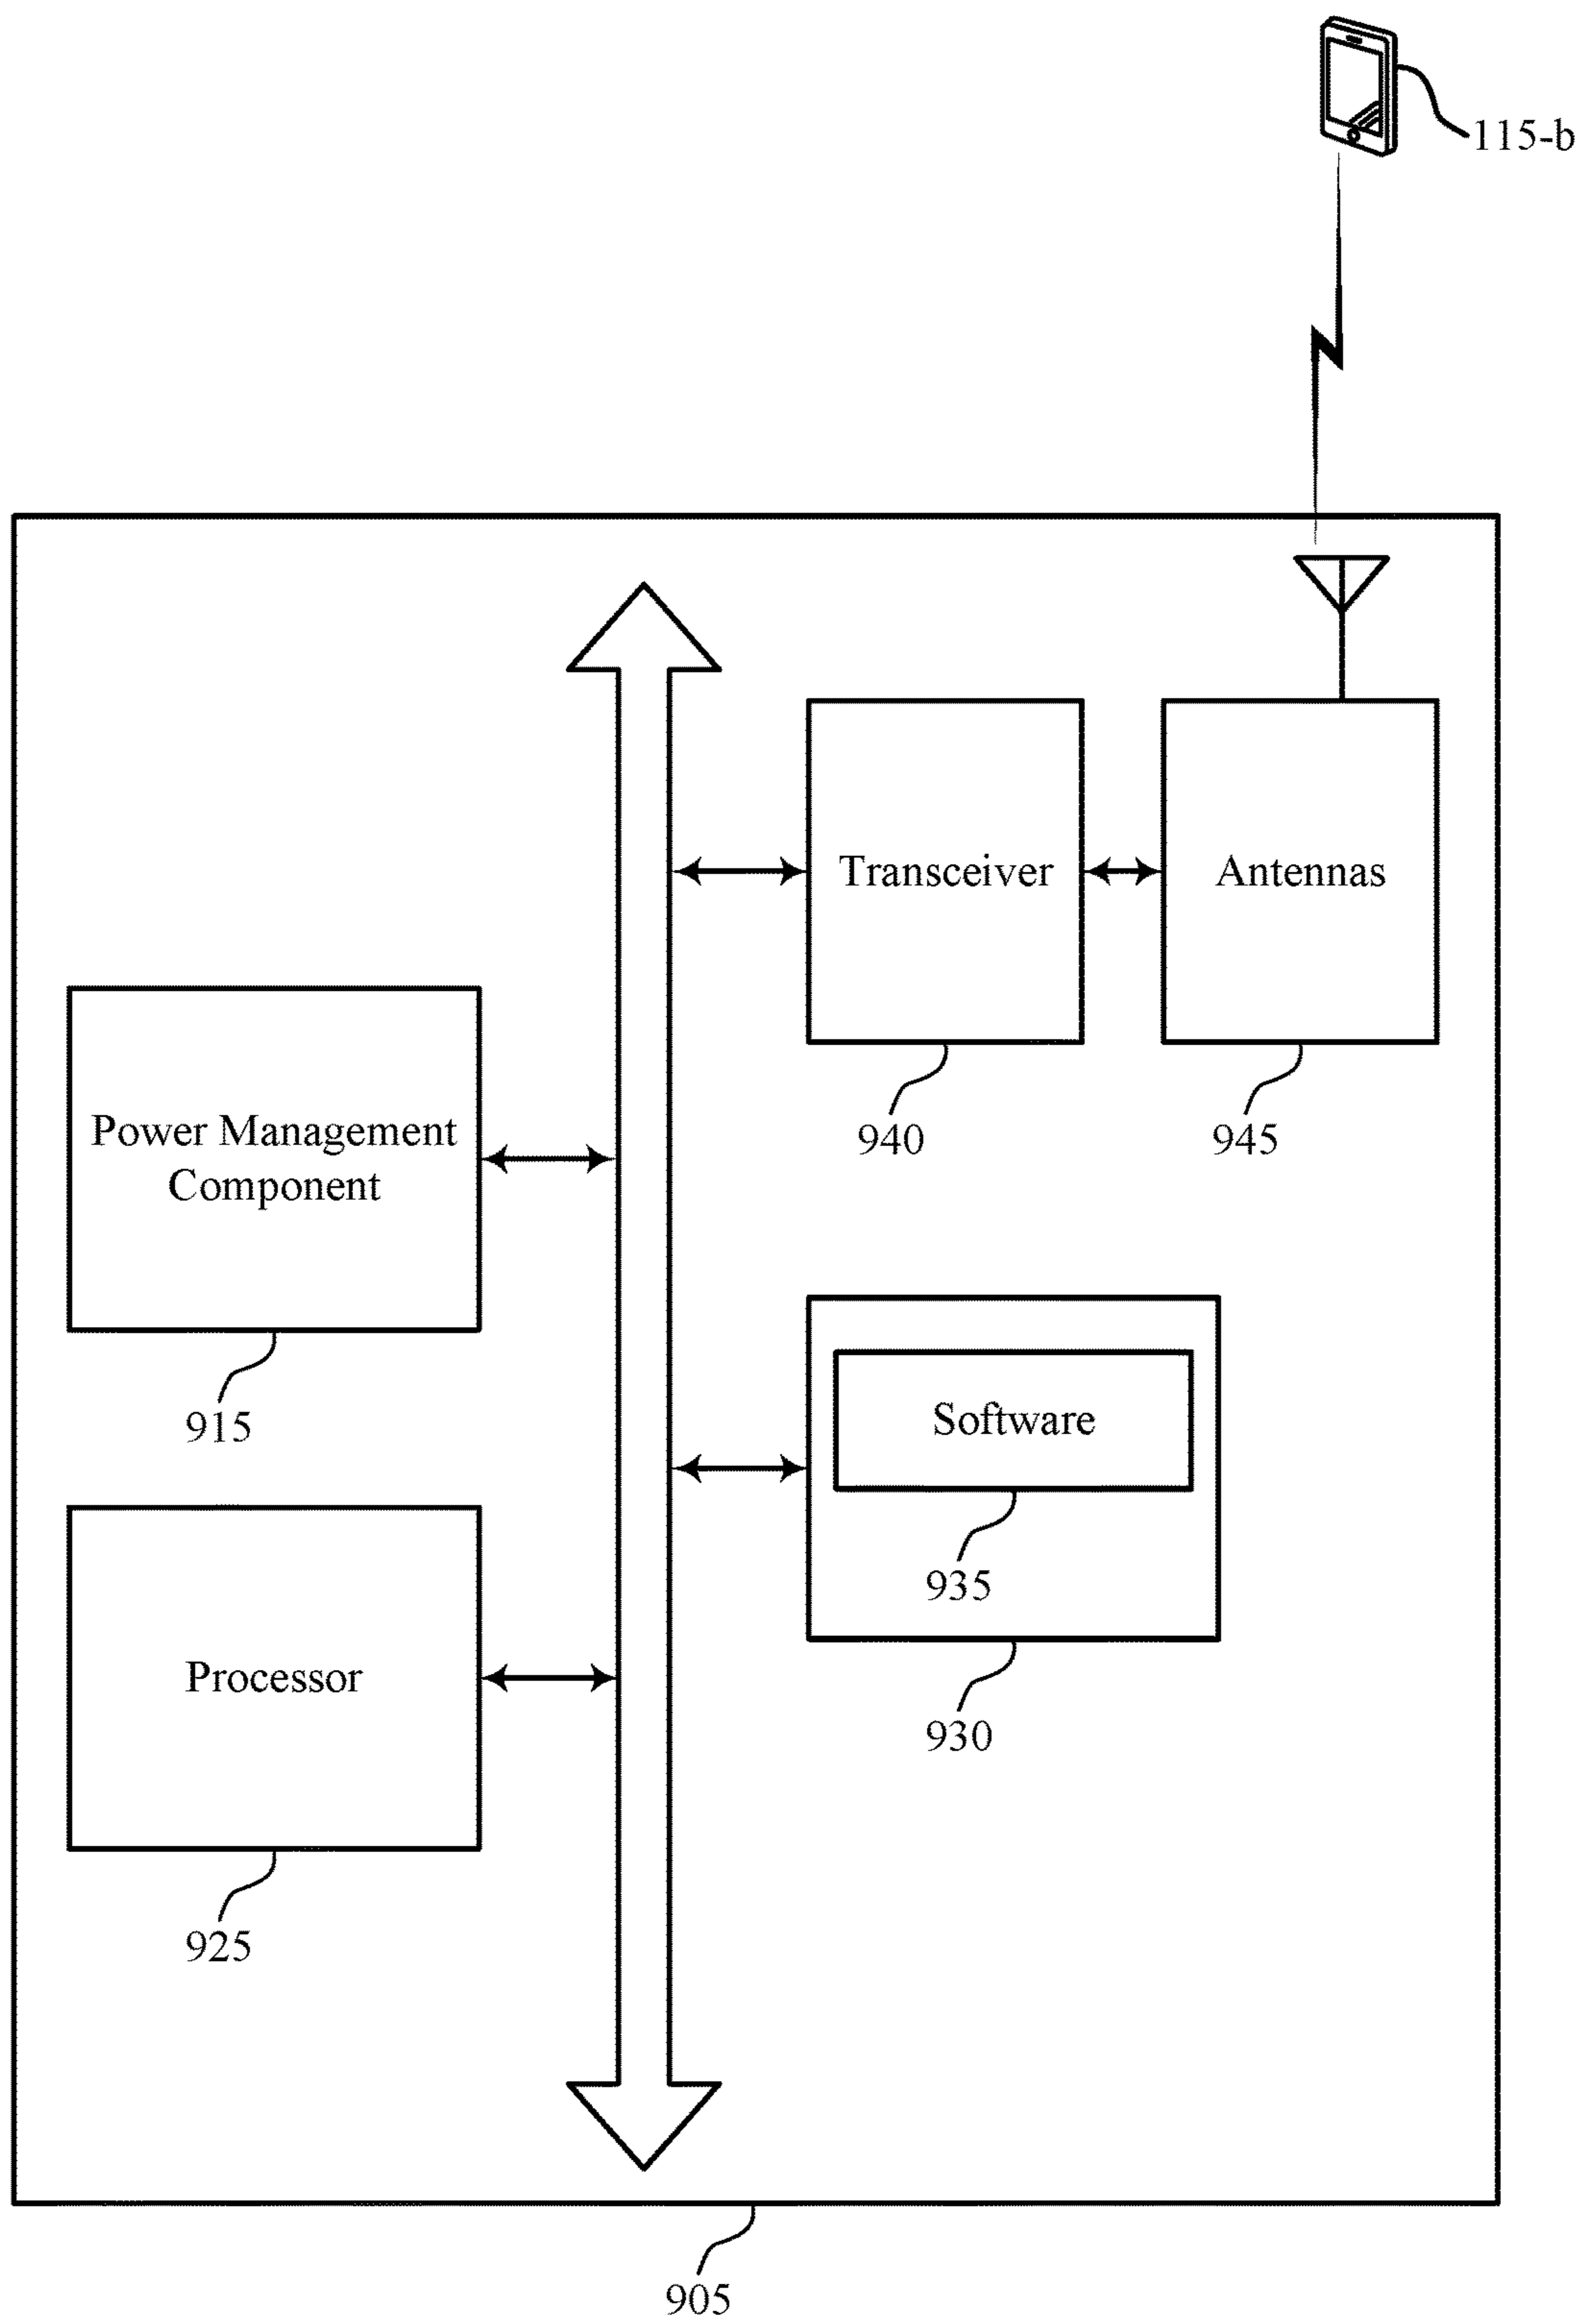 115-b
Transceiver
Antennas
940
945
Power Management
Component
915
Software
935
930
Processor
925
905